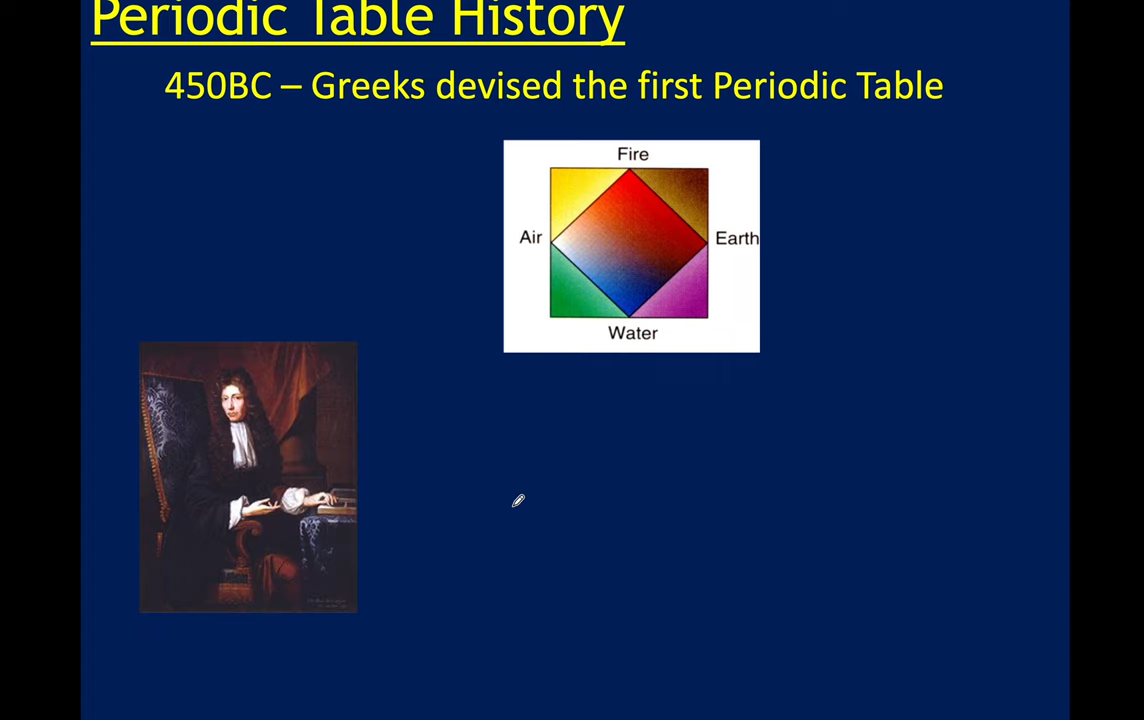 Periodic Table History
450BC – Greeks devised the first Periodic Table
Fire
Air
Earth
Water